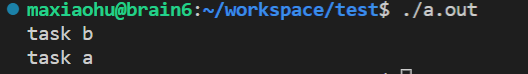 maxiaohu@brain6:~/workspace/test$ ./a.out
task b
task a